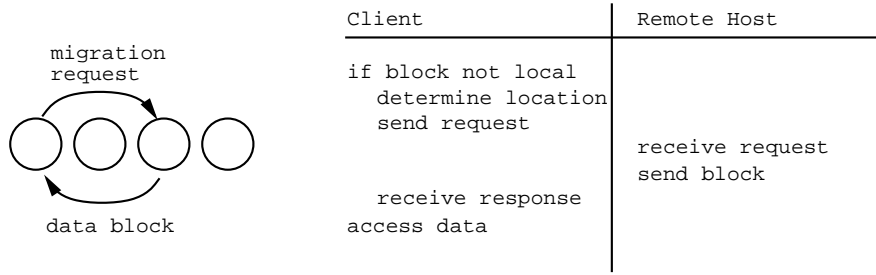 migration
request
data block
Client
Remote Host
if block not local
determine location
send request
receive request
send block
receive response
access data